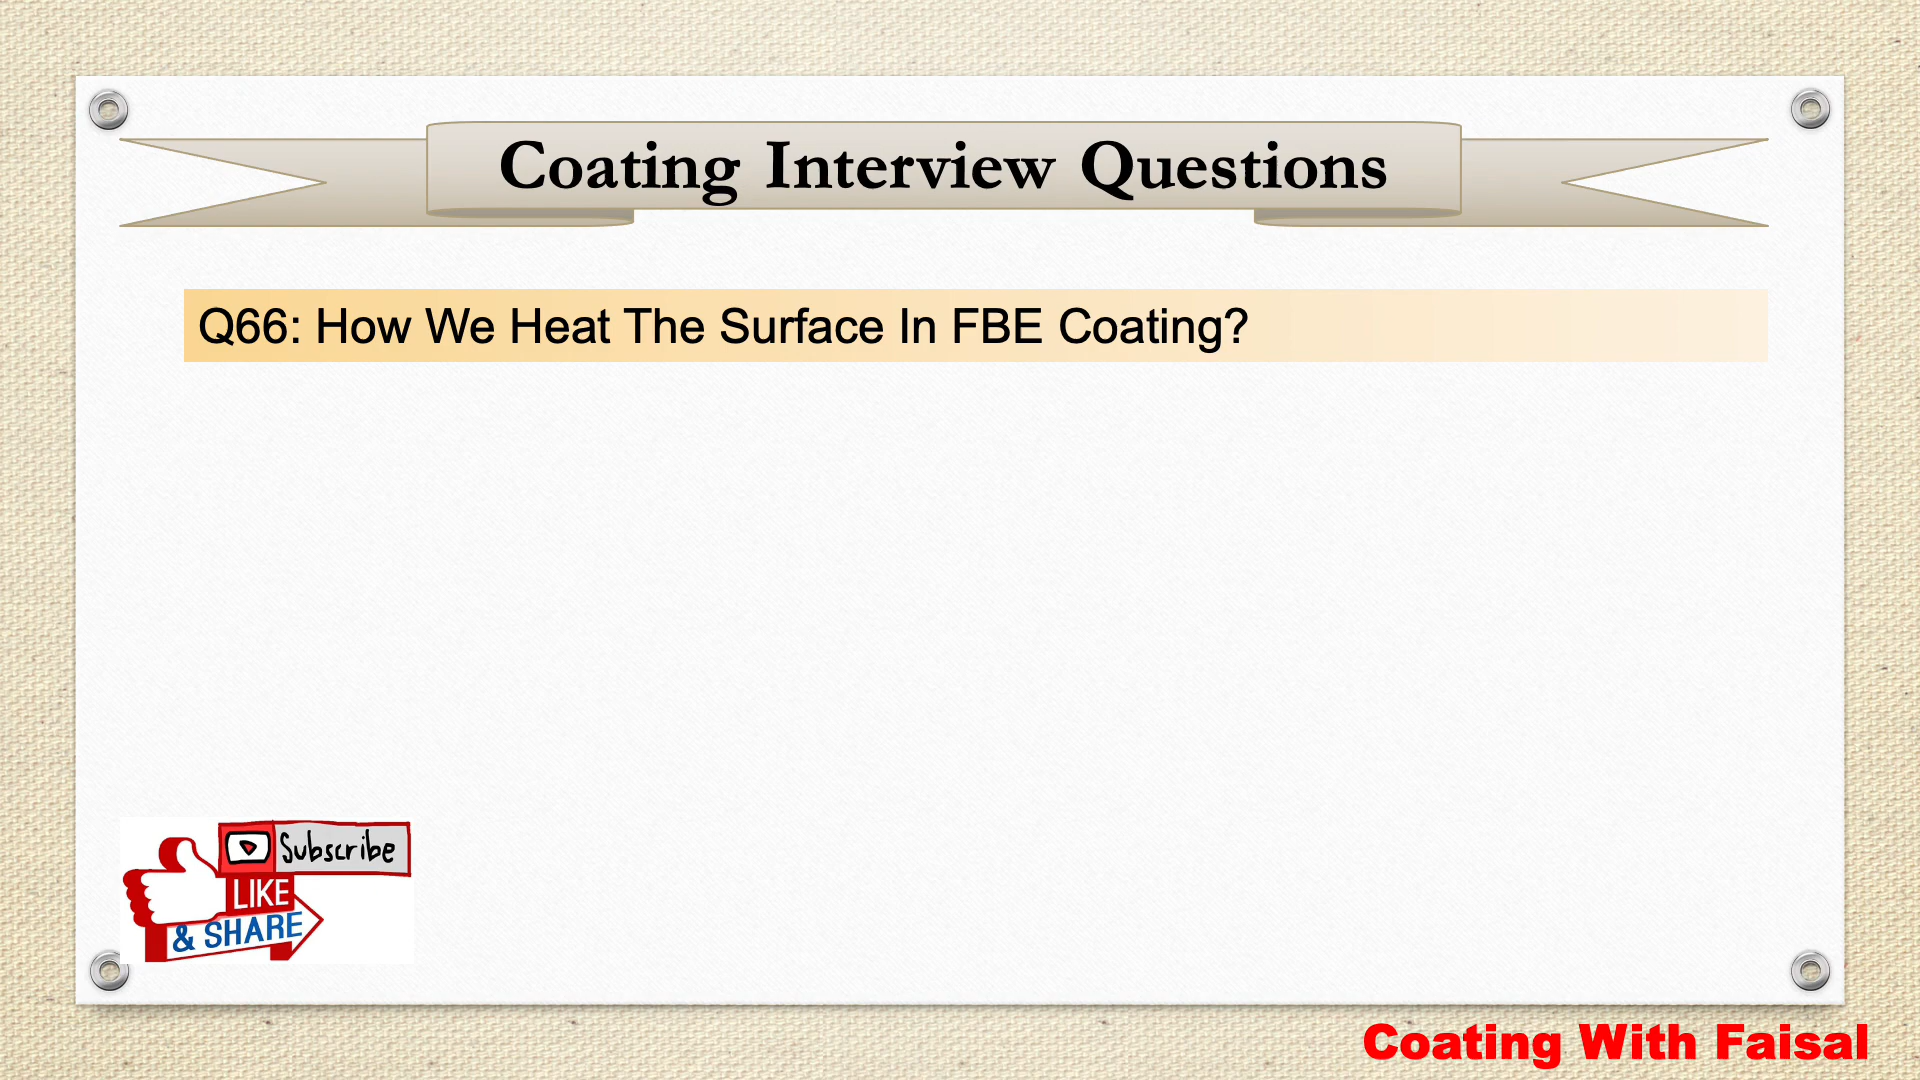 Coating Interview Questions
Q66: How We Heat The Surface In FBE Coating?
Subscribe
LIKE
& SHARE
Coating With Faisal